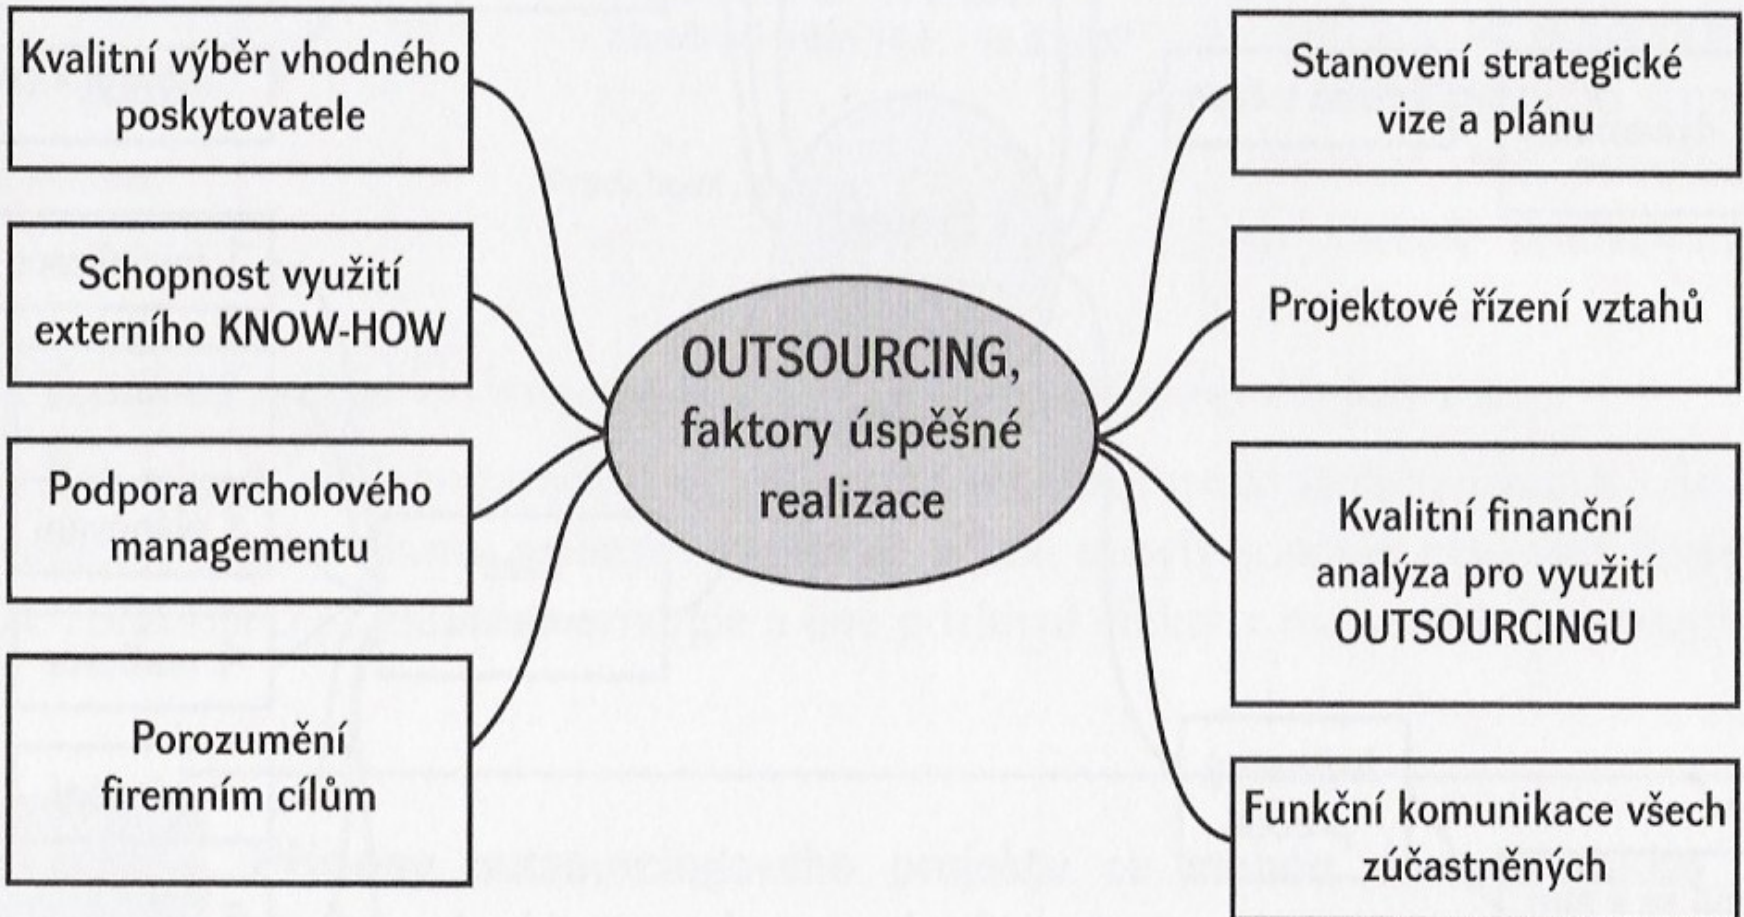 Kvalitní výběr vhodného
poskytovatele
Schopnost využití
externího KNOW-HOW
Podpora vrcholového
managementu
Porozumění
firemním cílům
OUTSOURCING,
faktory úspěšné
realizace
Stanovení strategické
vize a plánu
Projektové řízení vztahů
Kvalitní finanční
analýza pro využití
OUTSOURCINGU
Funkční komunikace všech
zúčastněných